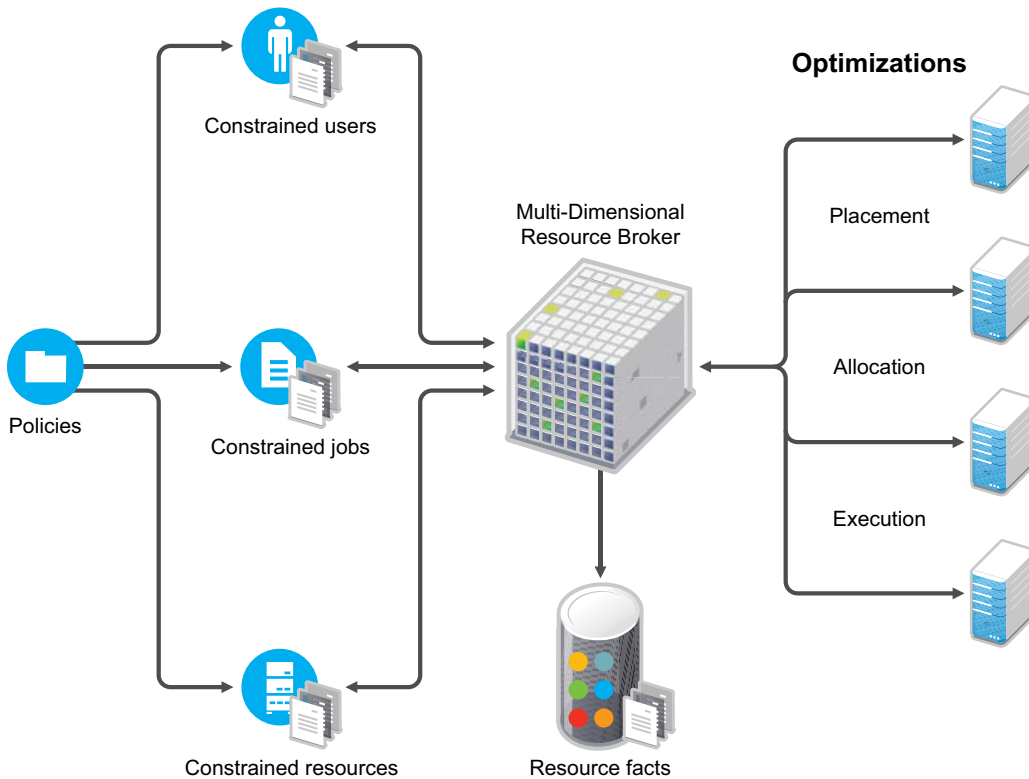 Optimizations
Constrained users
Multi-Dimensional
Resource Broker
Placement
Policies
Constrained jobs
Allocation
Execution
Constrained resources
Resource facts